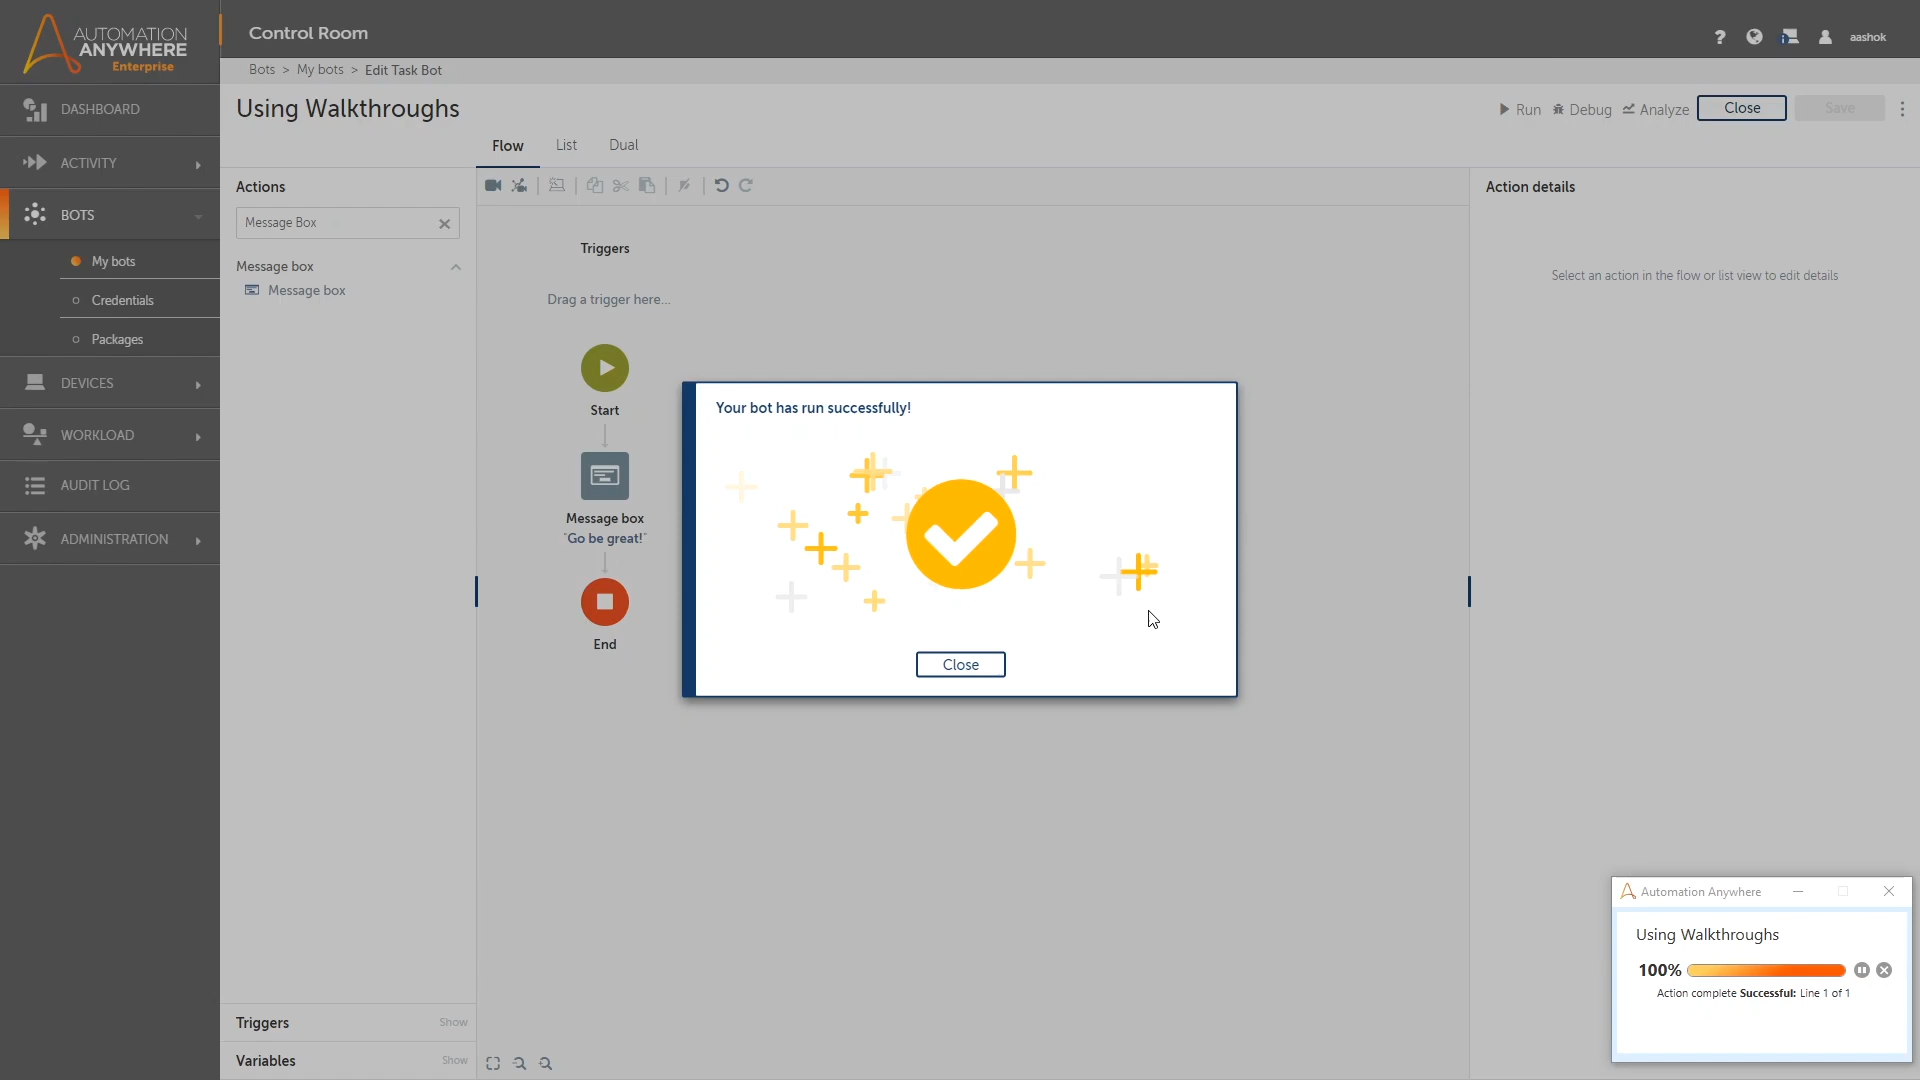 AUTOMATION
ANYWHERE
Enterprise
Control Room
? aashok
Bots > My bots > Edit Task Bot
Using Walkthroughs
Run Debug Analyze Close Save
Flow List Dual
DASHBOARD
ACTIVITY
BOTS
My bots
Credentials
Packages
DEVICES
WORKLOAD
AUDIT LOG
ADMINISTRATION
Actions
Message Box
Message box
Message box
Triggers Show
Variables Show
Triggers
Drag a trigger here...
Start
Message box
"Go be great!"
End
Action details
Select an action in the flow or list view to edit details
Your bot has run successfully!
Close
Automation Anywhere
Using Walkthroughs
100%
Action complete Successful: Line 1 of 1